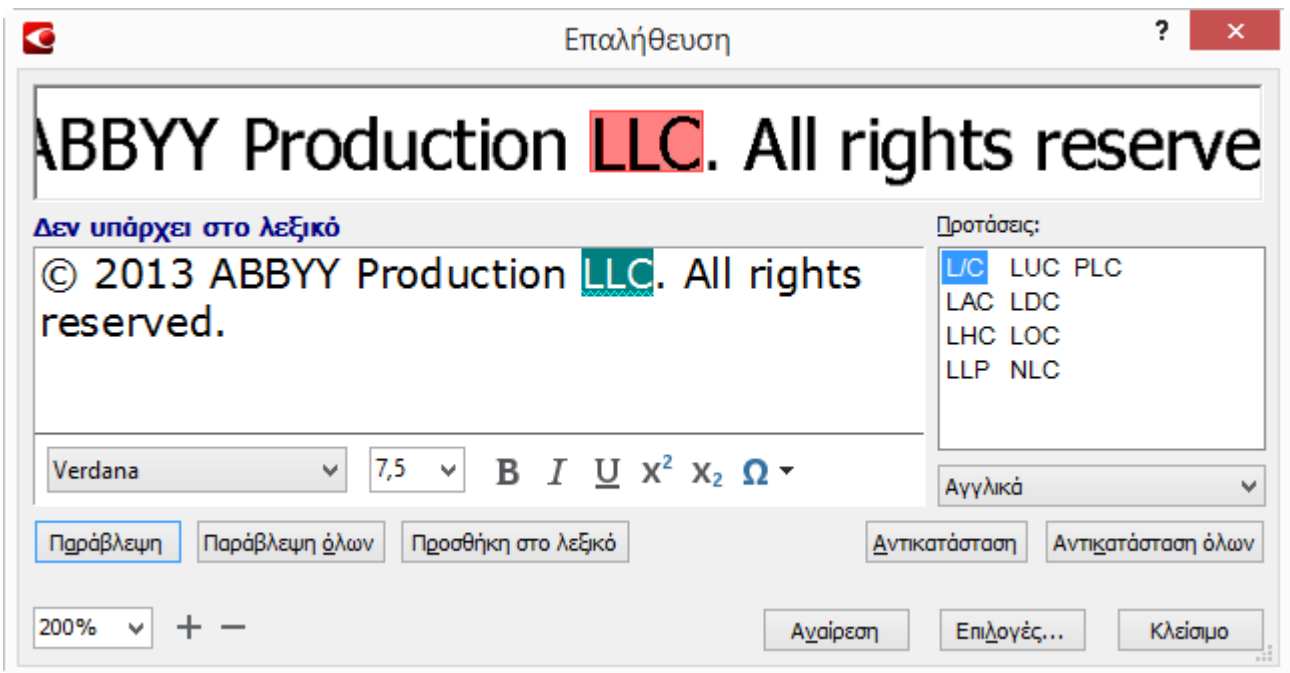 Επαλήθευση
?
ABBYY Production LLC. All rights reserve
Δεν υπάρχει στο λεξικό
Προτάσεις:
© 2013 ABBYY Production LLC. All rights
reserved.
L/C LUC PLC
LAC LDC
LHC LOC
LLP NLC
Verdana 7,5 B I U X² X₂ Ω
Αγγλικά
Παράβλεψη Παράβλεψη όλων Προσθήκη στο λεξικό Αντικατάσταση Αντικατάσταση όλων
200% + − Αναίρεση Επιλογές... Κλείσιμο